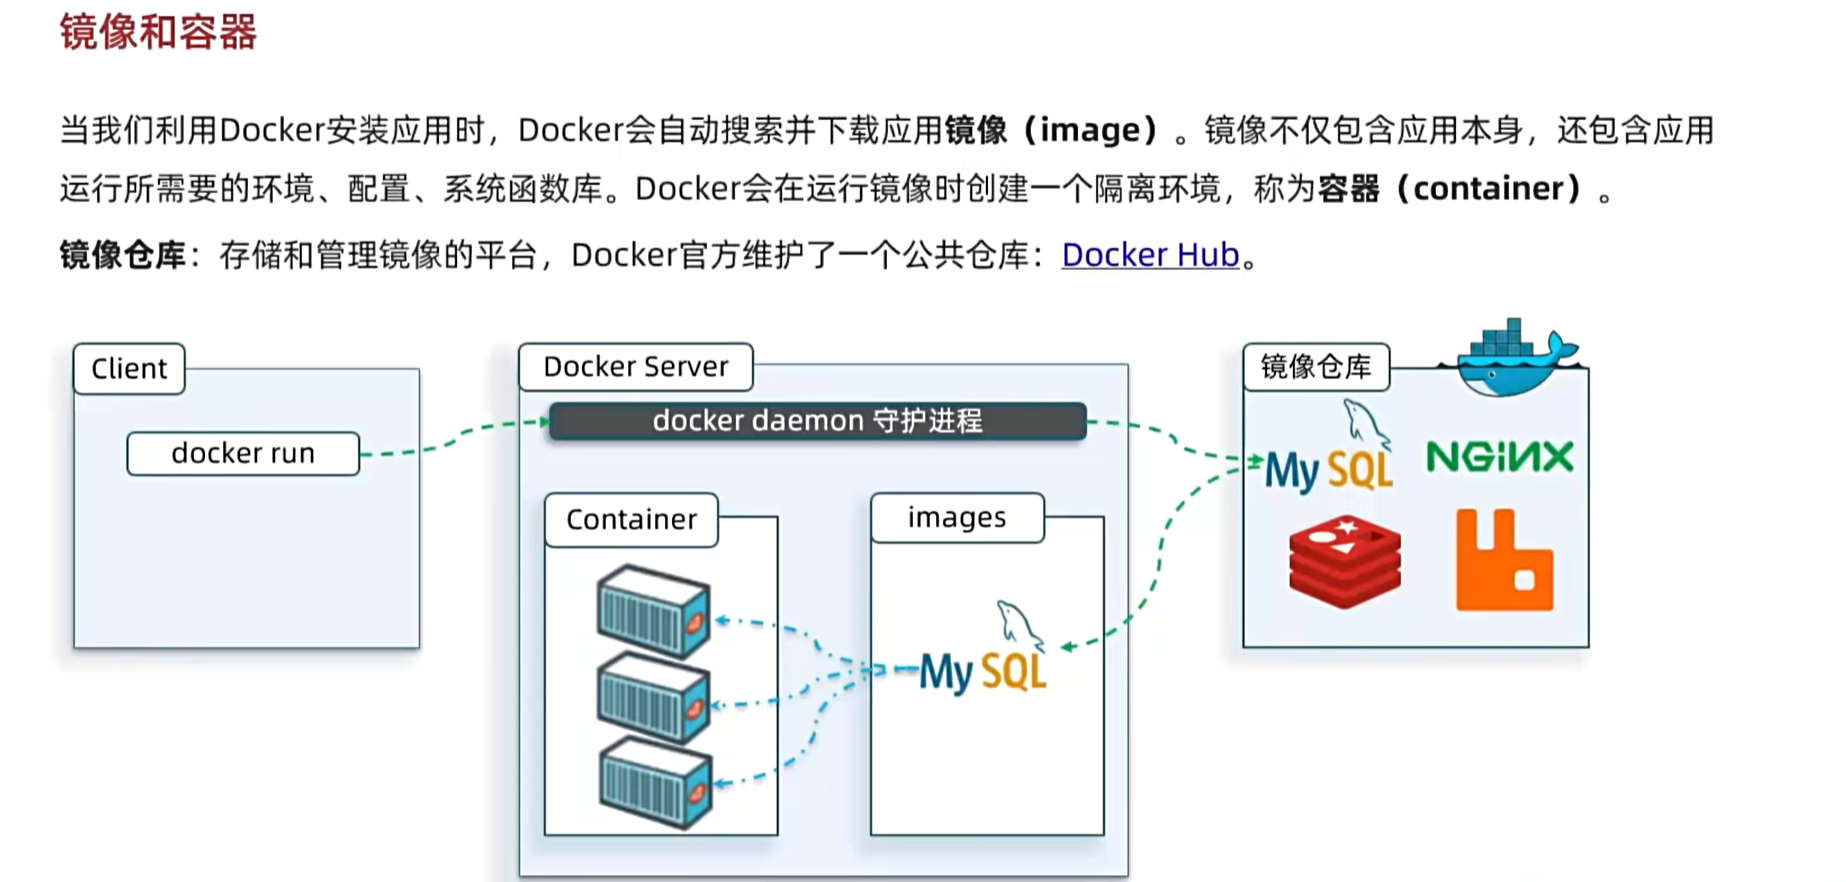 镜像和容器
当我们利用Docker安装应用时，Docker会自动搜索并下载应用镜像（image）。镜像不仅包含应用本身，还包含应用
运行所需要的环境、配置、系统函数库。Docker会在运行镜像时创建一个隔离环境，称为容器（container）。
镜像仓库：存储和管理镜像的平台，Docker官方维护了一个公共仓库：Docker Hub。
Client
docker run
Docker Server
docker daemon 守护进程
Container
images
MySQL
镜像仓库
MySQL
NGINX